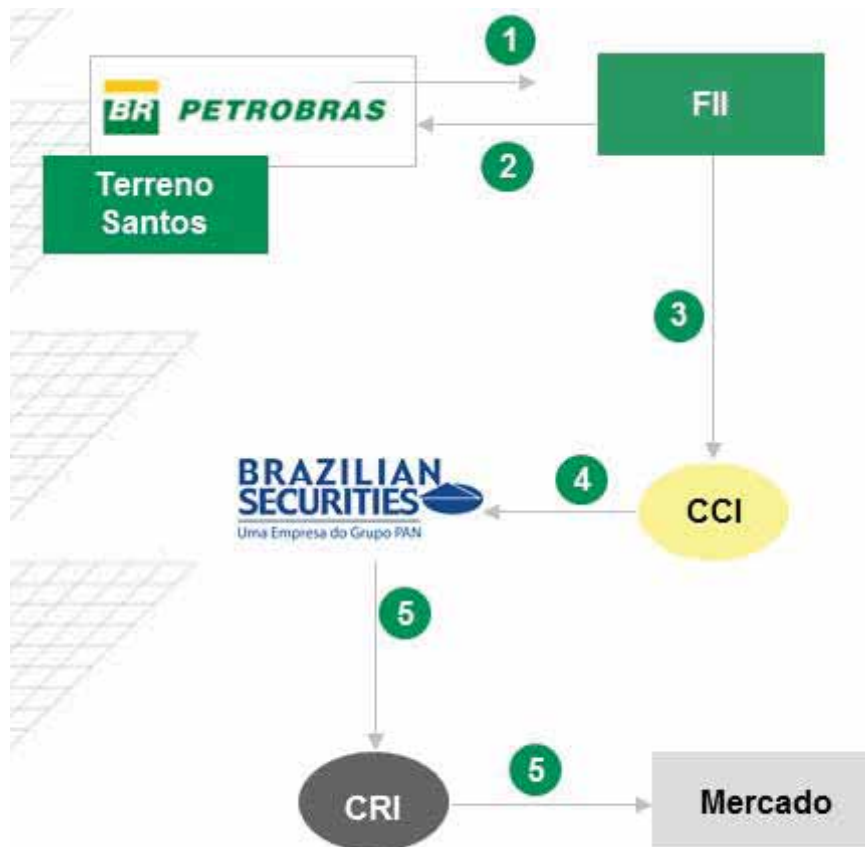 1
BR PETROBRAS
FII
2
Terreno
Santos
3
BRAZILIAN
SECURITIES
Uma Empresa do Grupo PAN
4
CCI
5
5
CRI
Mercado